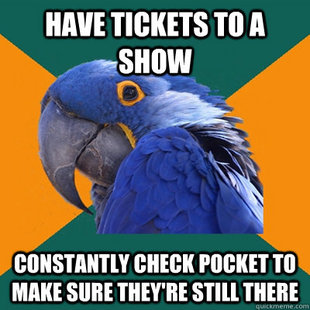 HAVE TICKETS TO A
SHOW
CONSTANTLY CHECK POCKET TO
MAKE SURE THEY'RE STILL THERE
quickmeme.com